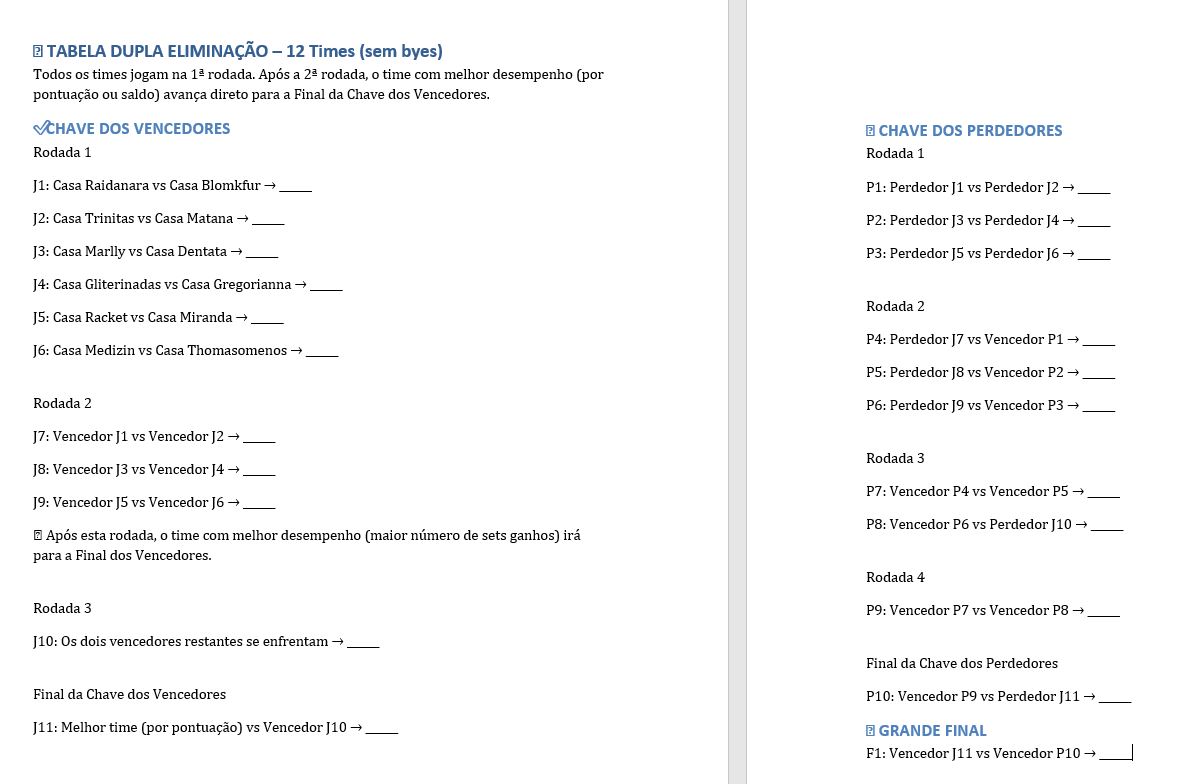 TABELA DUPLA ELIMINAÇÃO – 12 Times (sem byes)
Todos os times jogam na 1ª rodada. Após a 2ª rodada, o time com melhor desempenho (por
pontuação ou saldo) avança direto para a Final da Chave dos Vencedores.
CHAVE DOS VENCEDORES
Rodada 1
J1: Casa Raidanara vs Casa Blomkfur → _____
J2: Casa Trinitas vs Casa Matana → _____
J3: Casa Marlly vs Casa Dentata → _____
J4: Casa Gliterinadas vs Casa Gregorianna → _____
J5: Casa Racket vs Casa Miranda → _____
J6: Casa Medizin vs Casa Thomasomenos → _____
Rodada 2
J7: Vencedor J1 vs Vencedor J2 → _____
J8: Vencedor J3 vs Vencedor J4 → _____
J9: Vencedor J5 vs Vencedor J6 → _____
Após esta rodada, o time com melhor desempenho (maior número de sets ganhos) irá
para a Final dos Vencedores.
Rodada 3
J10: Os dois vencedores restantes se enfrentam → _____
Final da Chave dos Vencedores
J11: Melhor time (por pontuação) vs Vencedor J10 → _____
CHAVE DOS PERDEDORES
Rodada 1
P1: Perdedor J1 vs Perdedor J2 → _____
P2: Perdedor J3 vs Perdedor J4 → _____
P3: Perdedor J5 vs Perdedor J6 → _____
Rodada 2
P4: Perdedor J7 vs Vencedor P1 → _____
P5: Perdedor J8 vs Vencedor P2 → _____
P6: Perdedor J9 vs Vencedor P3 → _____
Rodada 3
P7: Vencedor P4 vs Vencedor P5 → _____
P8: Vencedor P6 vs Perdedor J10 → _____
Rodada 4
P9: Vencedor P7 vs Vencedor P8 → _____
Final da Chave dos Perdedores
P10: Vencedor P9 vs Perdedor J11 → _____
GRANDE FINAL
F1: Vencedor J11 vs Vencedor P10 → _____